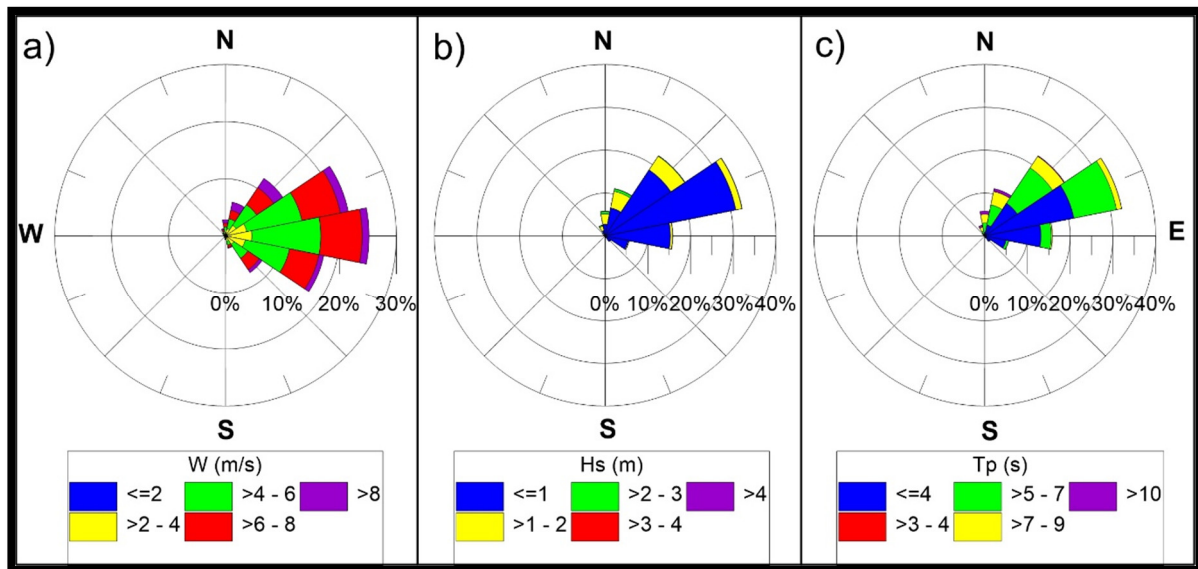 a)
N
W
0% 10% 20% 30%
S
W (m/s)
<=2 >4 - 6 >8
>2 - 4 >6 - 8
b)
N
0% 10% 20% 30% 40%
S
Hs (m)
<=1 >2 - 3 >4
>1 - 2 >3 - 4
c)
N
E
0% 10% 20% 30% 40%
S
Tp (s)
<=4 >5 - 7 >10
>3 - 4 >7 - 9